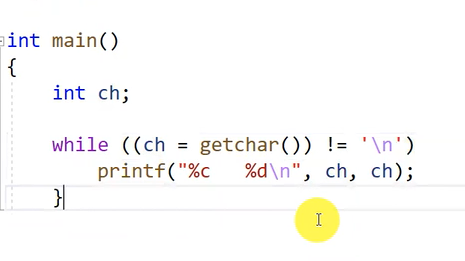 int main()
{
    int ch;
    while ((ch = getchar()) != '\n')
        printf("%c   %d\n", ch, ch);
    }